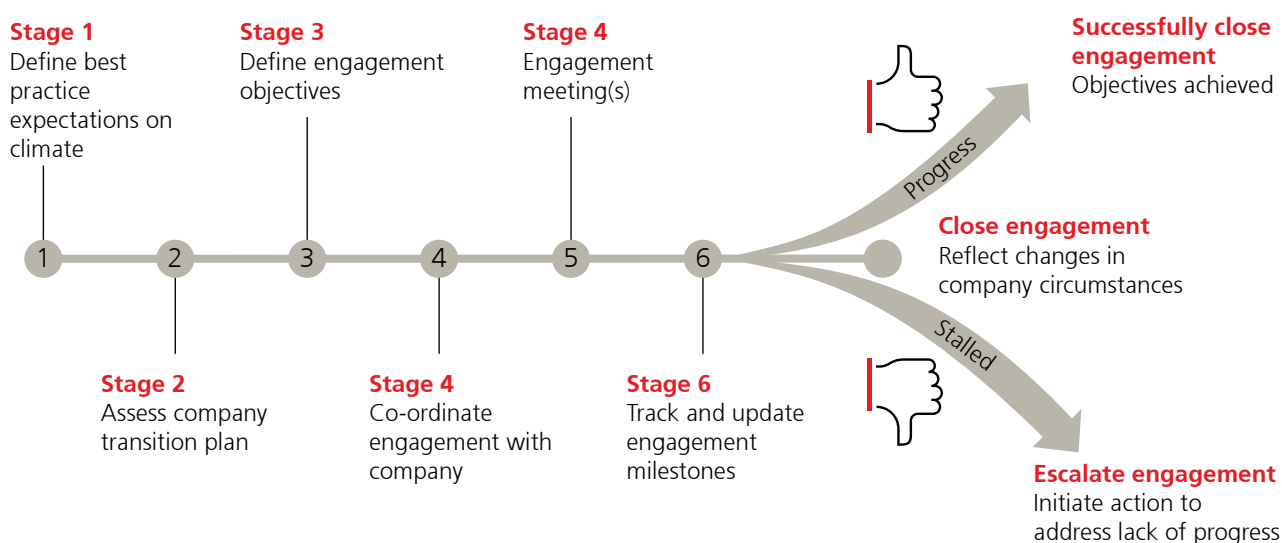 Stage 1
Define best
practice
expectations on
climate
Stage 3
Define engagement
objectives
Stage 4
Engagement
meeting(s)
Successfully close
engagement
Objectives achieved
Progress
1
2
3
4
5
6
Close engagement
Reflect changes in
company circumstances
Stalled
Stage 2
Assess company
transition plan
Stage 4
Co-ordinate
engagement with
company
Stage 6
Track and update
engagement
milestones
Escalate engagement
Initiate action to
address lack of progress